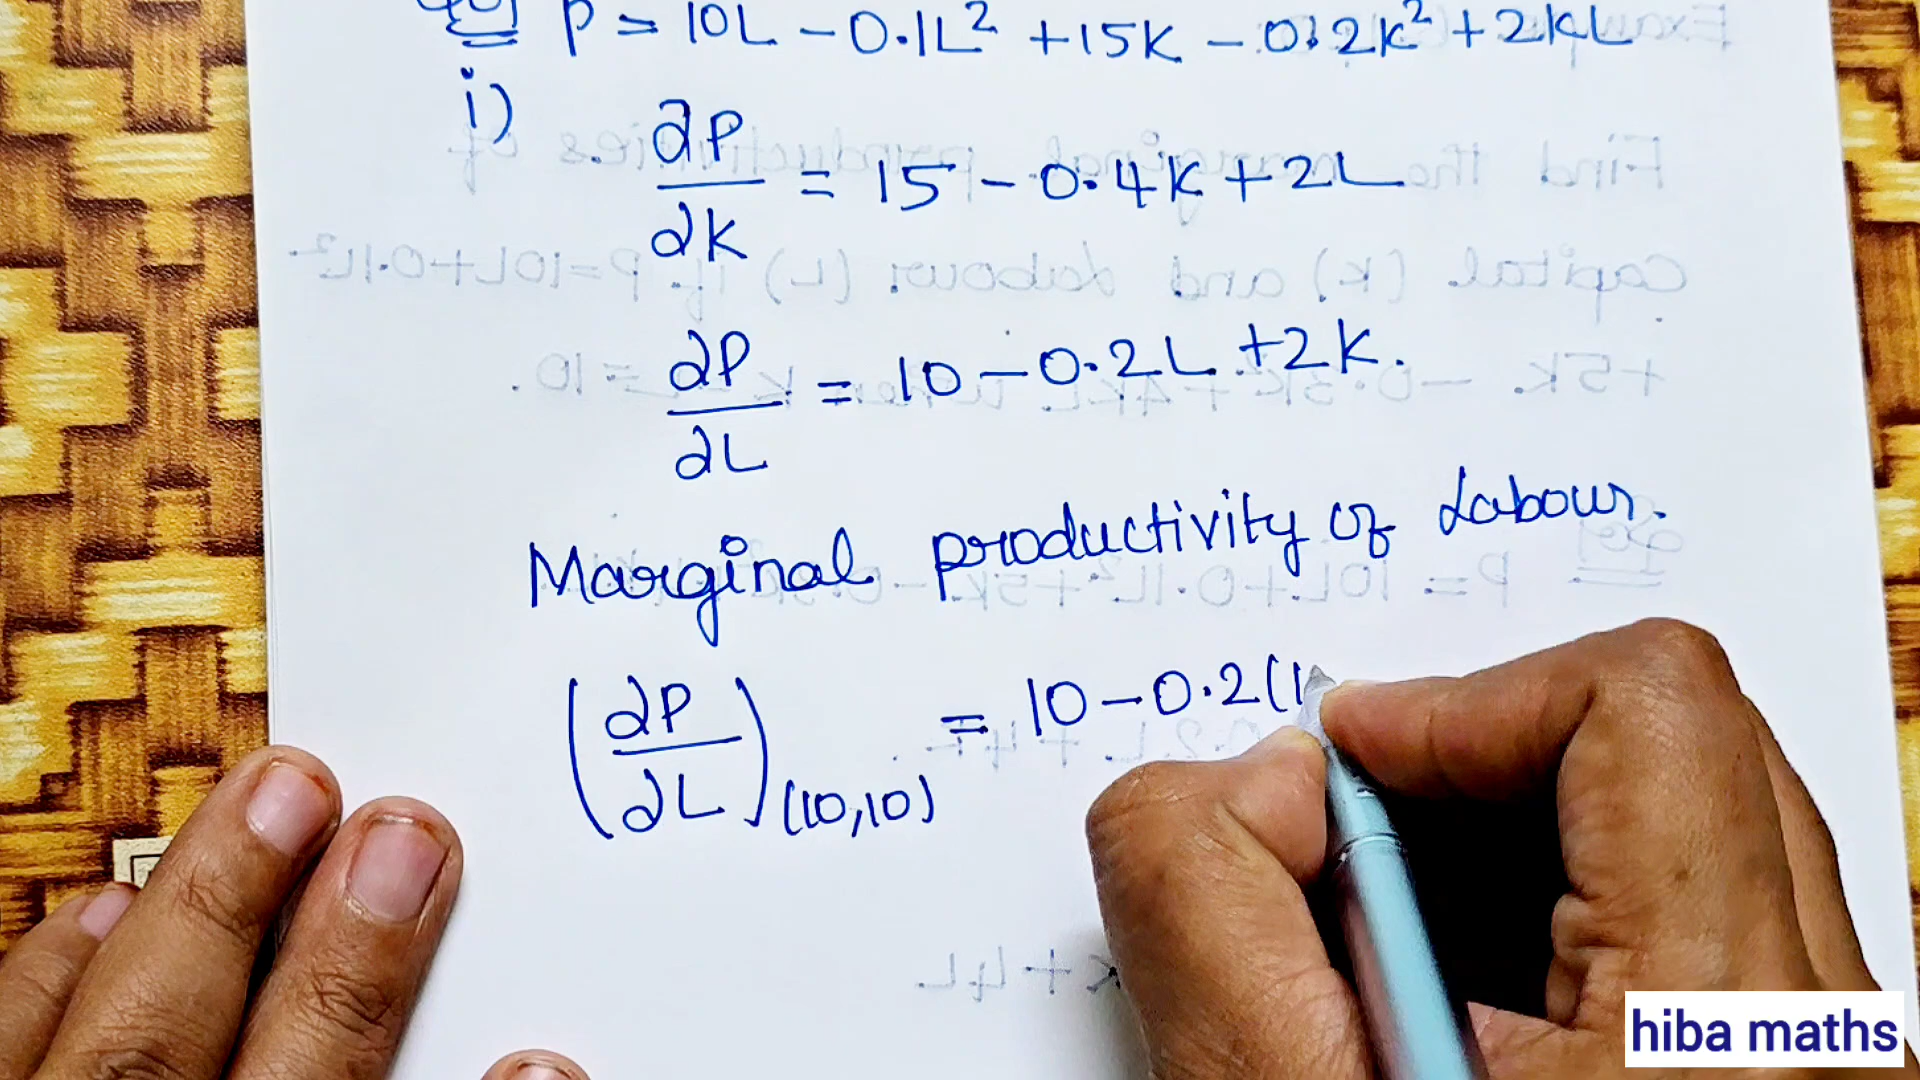 Sol P = 10L - 0.1L² + 15K - 0.2K² + 2KL
i) ∂P/∂K = 15 - 0.4K + 2L
∂P/∂L = 10 - 0.2L + 2K.
Marginal productivity of Labour.
(∂P/∂L)(10,10) = 10 - 0.2(1
hiba maths